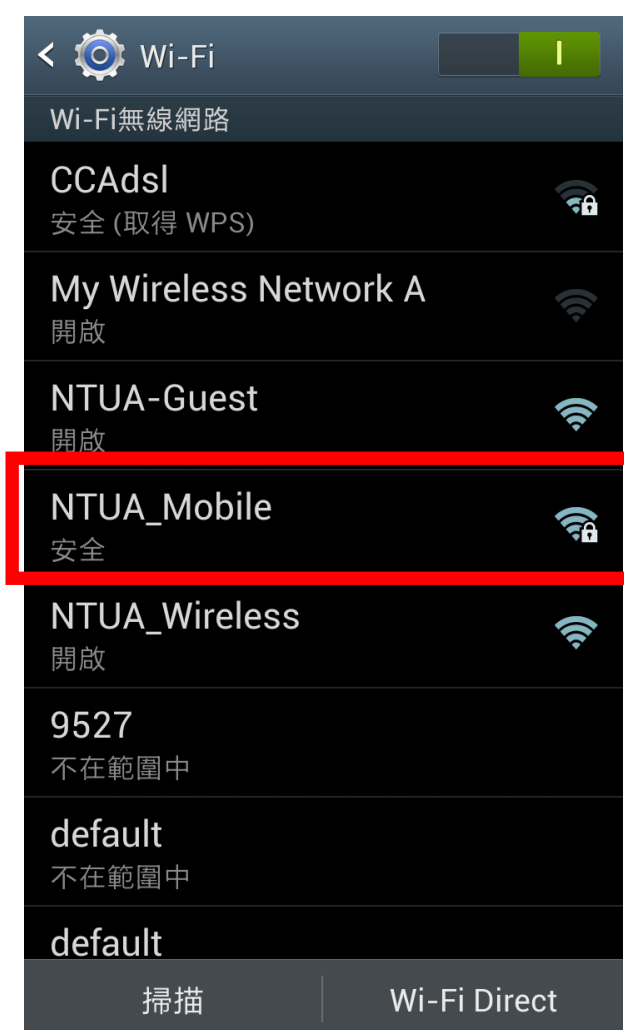 Wi-Fi
Wi-Fi無線網路
CCAdsl
安全 (取得 WPS)
My Wireless Network A
開啟
NTUA-Guest
開啟
NTUA_Mobile
安全
NTUA_Wireless
開啟
9527
不在範圍中
default
不在範圍中
default
掃描 Wi-Fi Direct